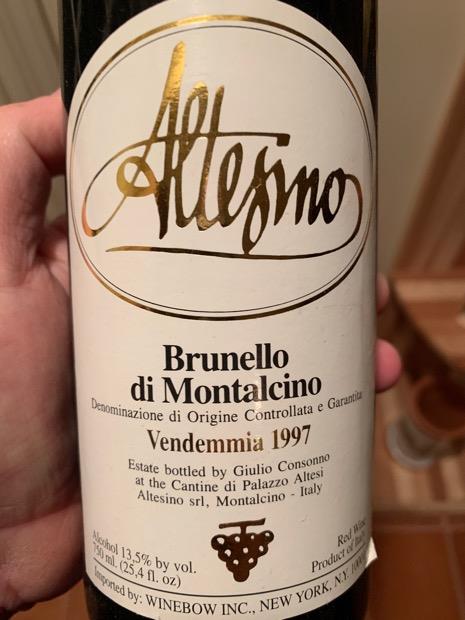 Altesino
Brunello
di Montalcino
Denominazione di Origine Controllata e Garantita
Vendemmia 1997
Estate bottled by Giulio Consonno
at the Cantine di Palazzo Altesi
Altesino srl, Montalcino - Italy
Alcohol 13,5% by vol.
750 ml. (25,4 fl. oz)
Red Wine
Product of Italy
Imported by: WINEBOW INC., NEW YORK, N.Y.